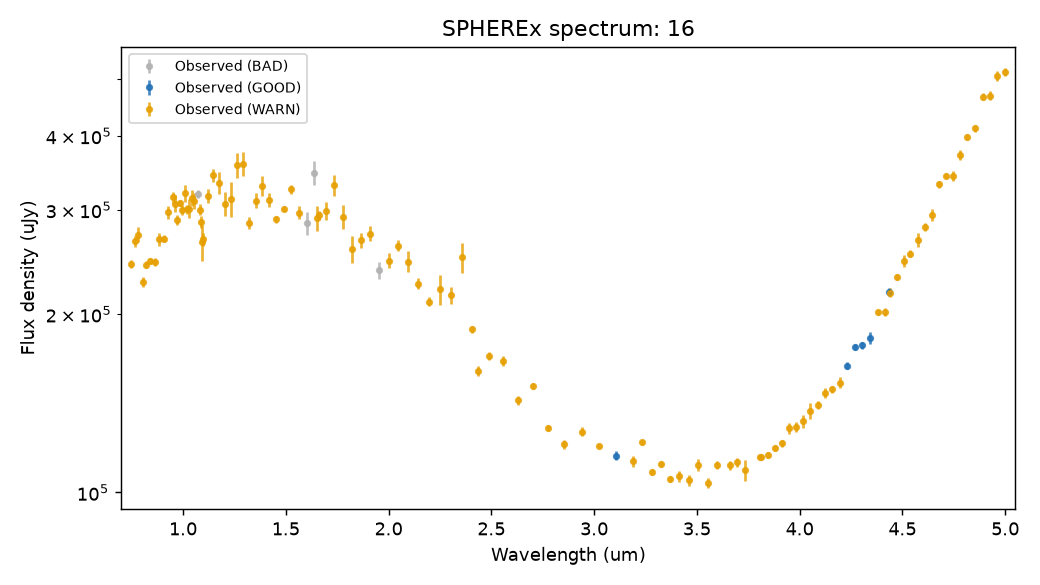 SPHEREx spectrum: 16
Observed (BAD)
Observed (GOOD)
Observed (WARN)
Flux density (uJy)
4 × 10⁵
3 × 10⁵
2 × 10⁵
10⁵
1.0 1.5 2.0 2.5 3.0 3.5 4.0 4.5 5.0
Wavelength (um)